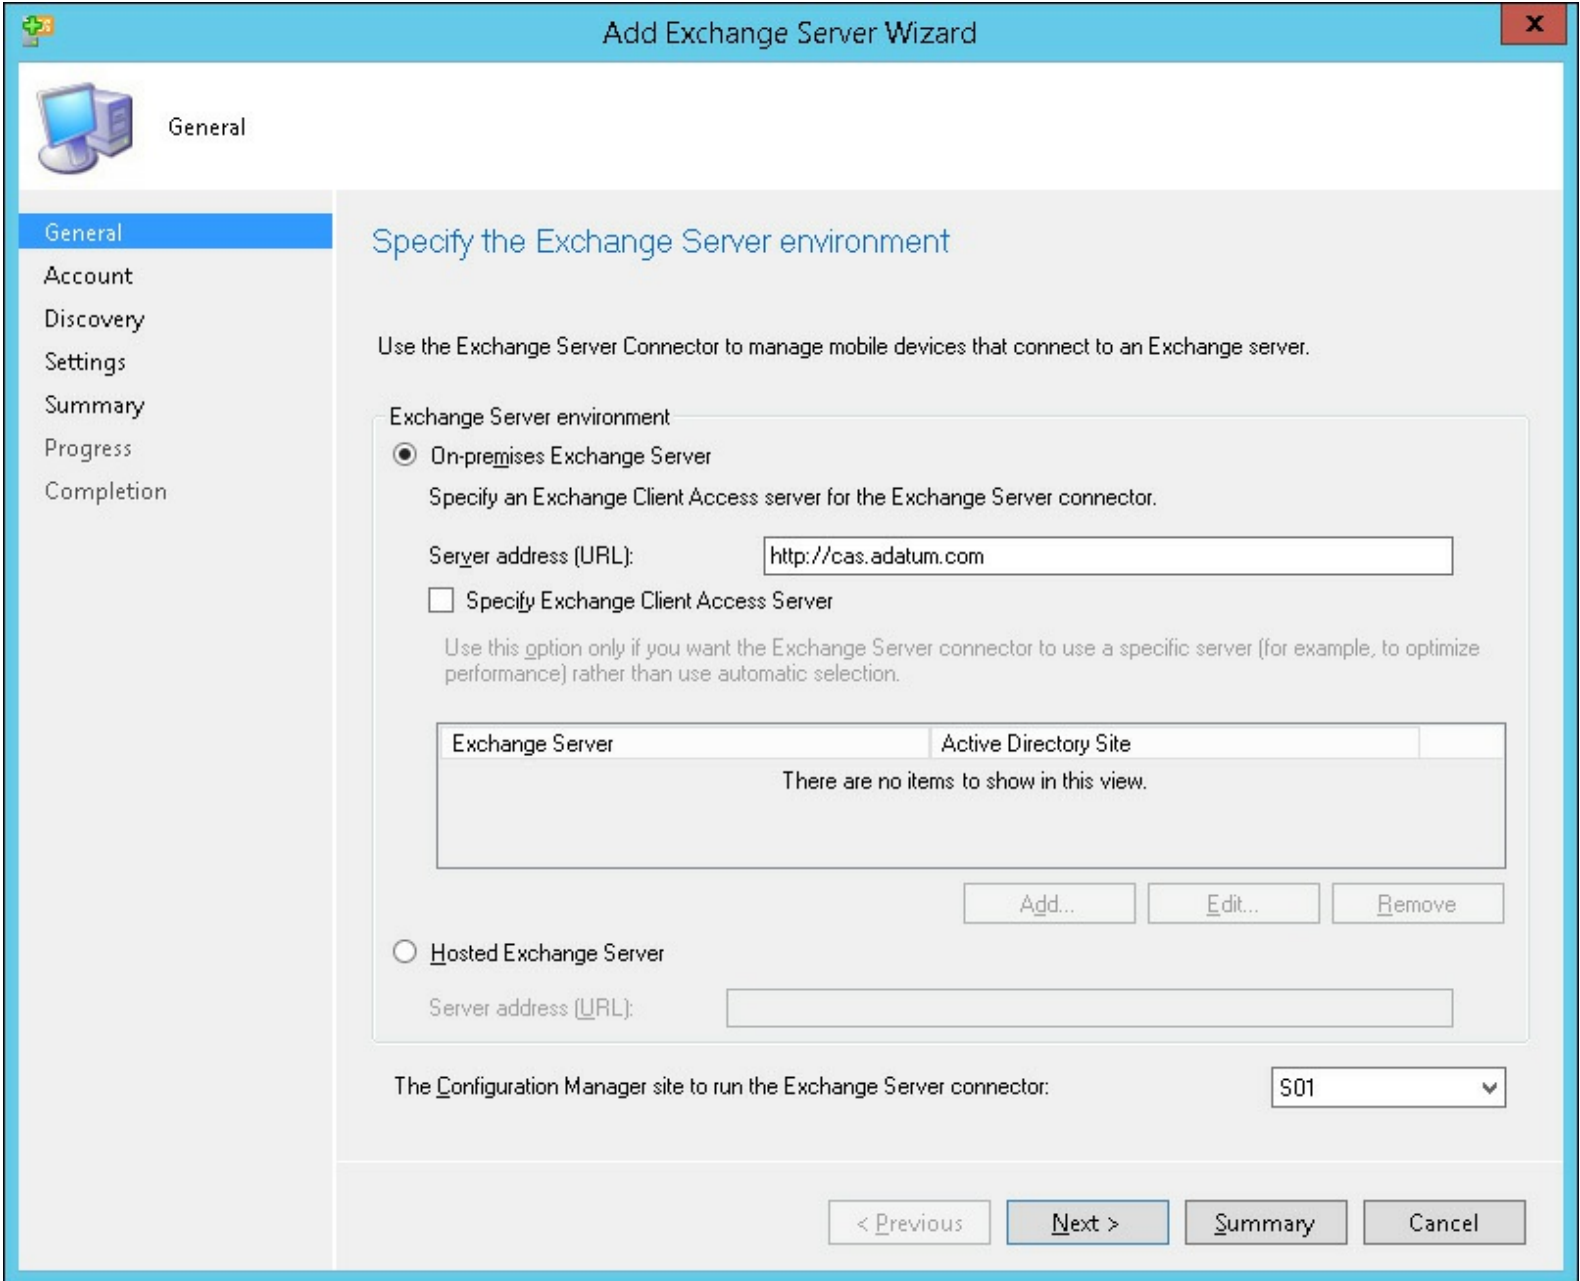 Add Exchange Server Wizard
x
General
General
Account
Discovery
Settings
Summary
Progress
Completion
Specify the Exchange Server environment
Use the Exchange Server Connector to manage mobile devices that connect to an Exchange server.
Exchange Server environment
On-premises Exchange Server
Specify an Exchange Client Access server for the Exchange Server connector.
Server address (URL): http://cas.adatum.com
Specify Exchange Client Access Server
Use this option only if you want the Exchange Server connector to use a specific server (for example, to optimize
performance) rather than use automatic selection.
Exchange Server Active Directory Site
There are no items to show in this view.
Add... Edit... Remove
Hosted Exchange Server
Server address (URL):
The Configuration Manager site to run the Exchange Server connector: S01
< Previous Next > Summary Cancel